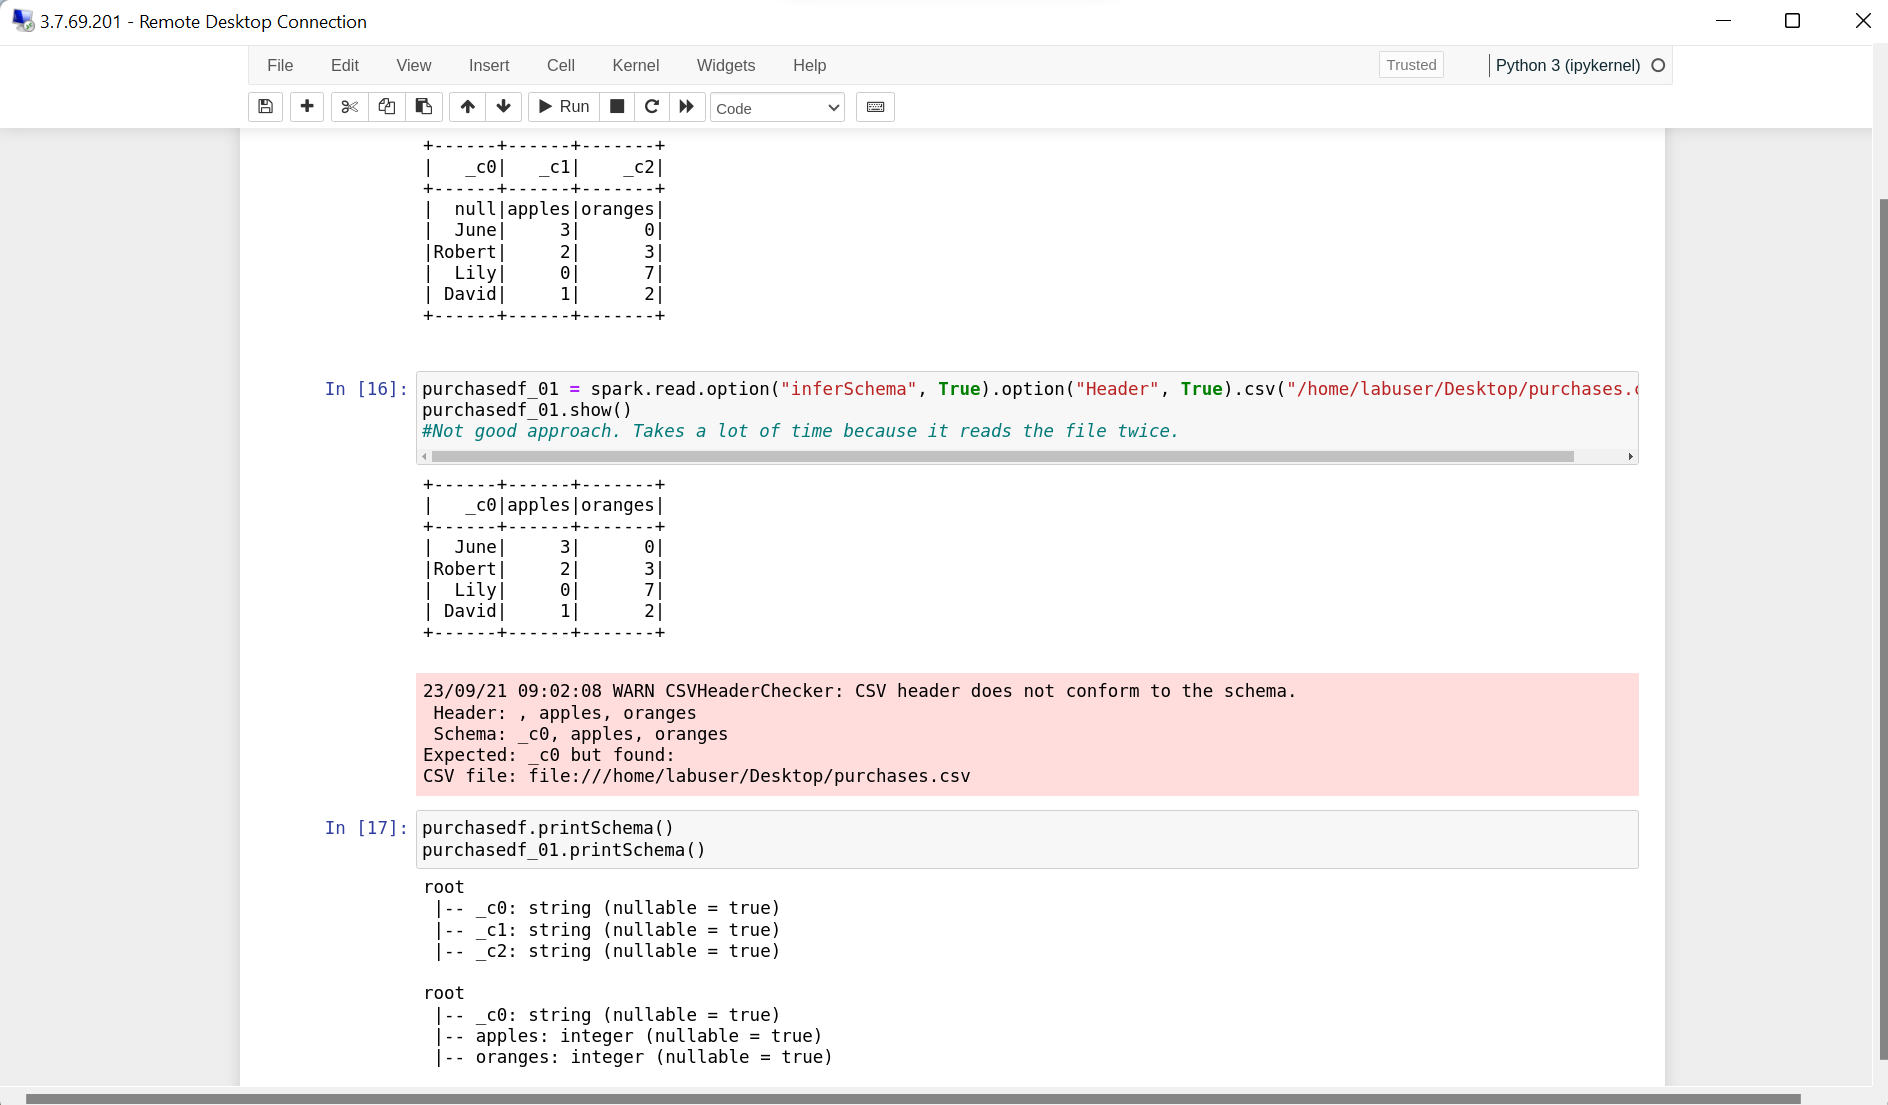 3.7.69.201 - Remote Desktop Connection
File Edit View Insert Cell Kernel Widgets Help Trusted Python 3 (ipykernel)
Run Code
+------+------+-------+
|   _c0|   _c1|    _c2|
+------+------+-------+
|  null|apples|oranges|
|  June|     3|      0|
|Robert|     2|      3|
|  Lily|     0|      7|
| David|     1|      2|
+------+------+-------+
In [16]: purchasedf_01 = spark.read.option("inferSchema", True).option("Header", True).csv("/home/labuser/Desktop/purchases.c
purchasedf_01.show()
#Not good approach. Takes a lot of time because it reads the file twice.
+------+------+-------+
|   _c0|apples|oranges|
+------+------+-------+
|  June|     3|      0|
|Robert|     2|      3|
|  Lily|     0|      7|
| David|     1|      2|
+------+------+-------+
23/09/21 09:02:08 WARN CSVHeaderChecker: CSV header does not conform to the schema.
 Header: , apples, oranges
 Schema: _c0, apples, oranges
Expected: _c0 but found:
CSV file: file:///home/labuser/Desktop/purchases.csv
In [17]: purchasedf.printSchema()
purchasedf_01.printSchema()
root
 |-- _c0: string (nullable = true)
 |-- _c1: string (nullable = true)
 |-- _c2: string (nullable = true)
root
 |-- _c0: string (nullable = true)
 |-- apples: integer (nullable = true)
 |-- oranges: integer (nullable = true)